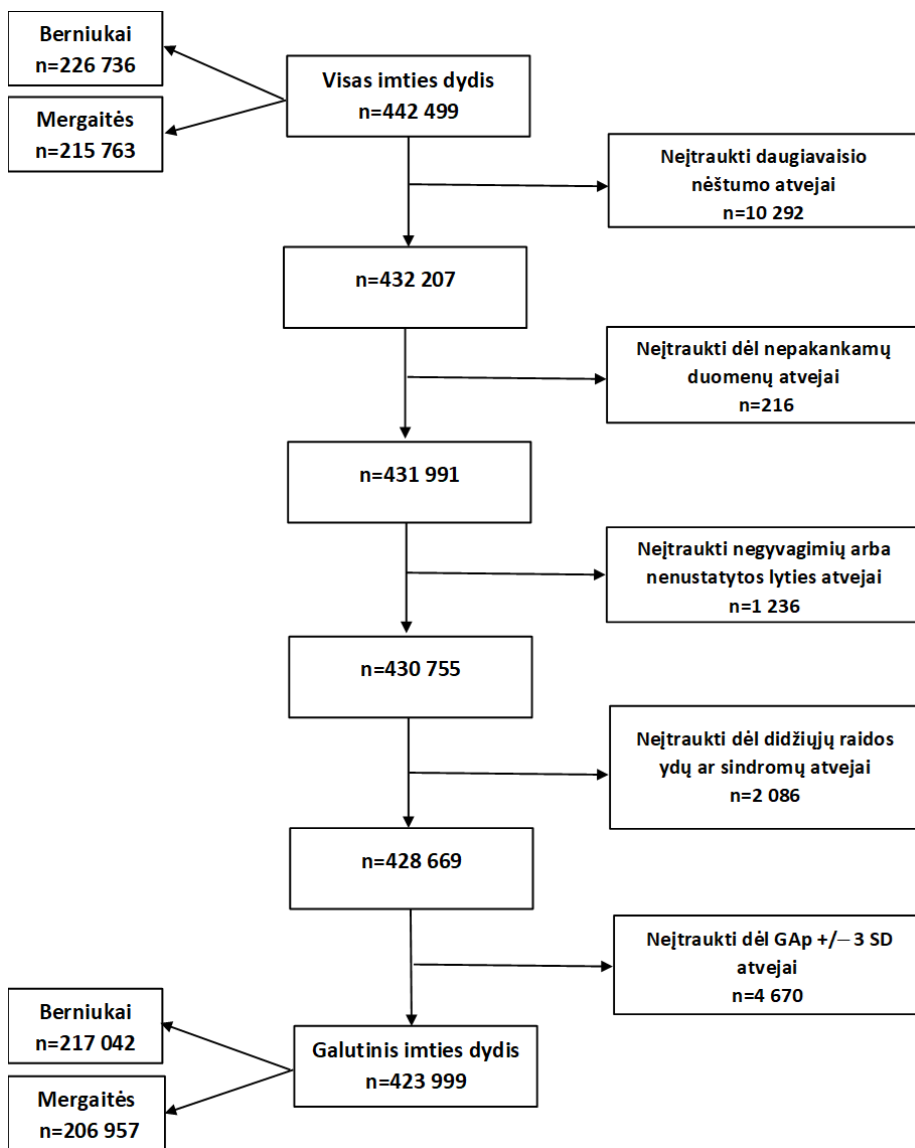 Berniukai
n=226 736
Visas imties dydis
n=442 499
Mergaitės
n=215 763
Neįtraukti daugiavaisio
nėštumo atvejai
n=10 292
n=432 207
Neįtraukti dėl nepakankamų
duomenų atvejai
n=216
n=431 991
Neįtraukti negyvagimių arba
nenustatytos lyties atvejai
n=1 236
n=430 755
Neįtraukti dėl didžiųjų raidos
ydų ar sindromų atvejai
n=2 086
n=428 669
Neįtraukti dėl GAp +/− 3 SD
atvejai
n=4 670
Berniukai
n=217 042
Galutinis imties dydis
n=423 999
Mergaitės
n=206 957